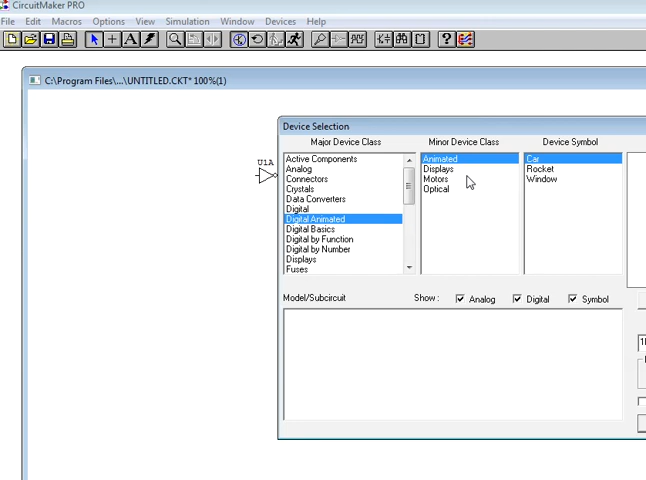 CircuitMaker PRO
File Edit Macros Options View Simulation Window Devices Help
C:\Program Files\...\UNTITLED.CKT* 100%(1)
Device Selection
Major Device Class Minor Device Class Device Symbol
U1A
Active Components
Analog
Connectors
Crystals
Data Converters
Digital
Digital Animated
Digital Basics
Digital by Function
Digital by Number
Displays
Fuses
Animated
Displays
Motors
Optical
Car
Rocket
Window
Model/Subcircuit Show: Analog Digital Symbol